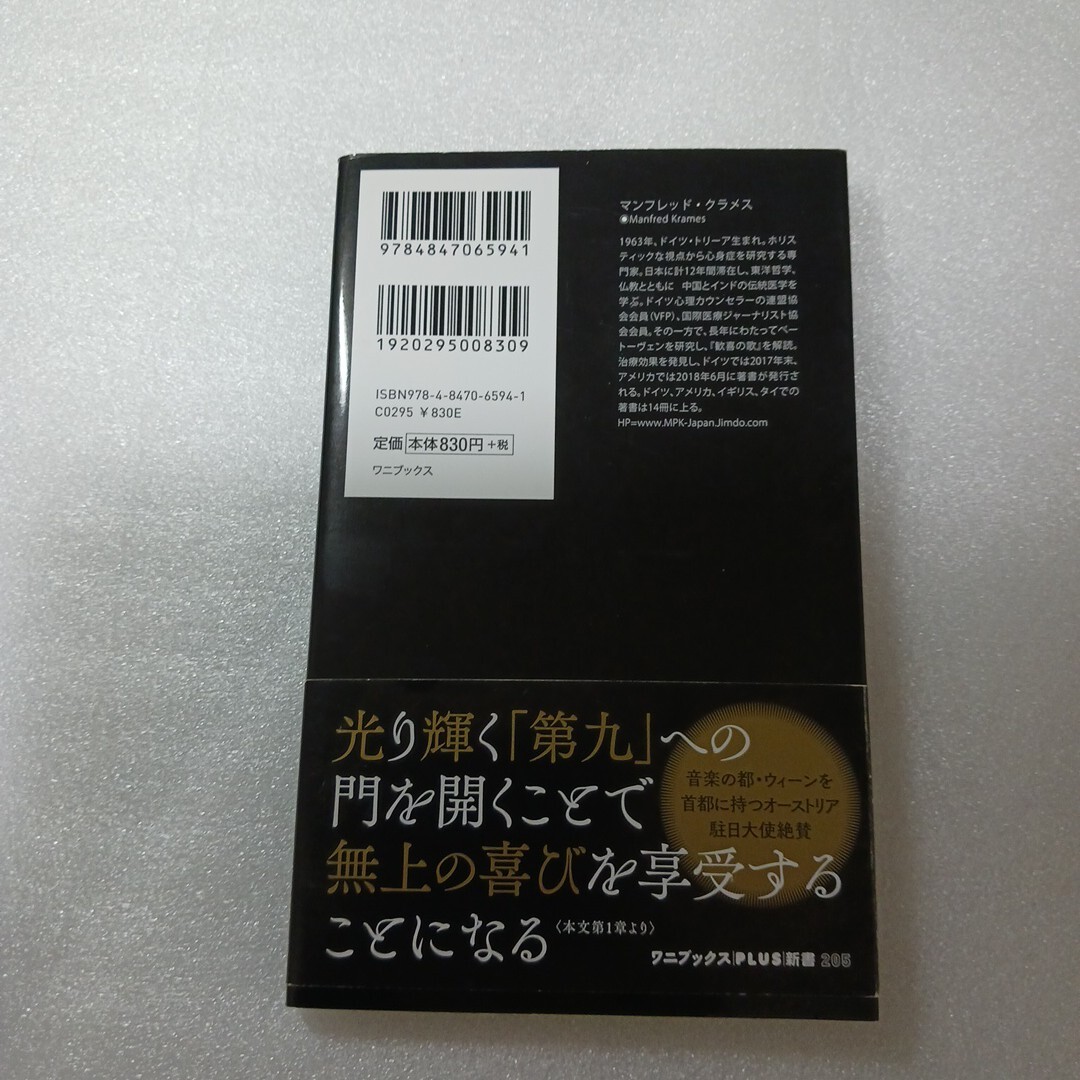 9784847065941
1920295008309
ISBN978-4-8470-6594-1
C0295 ¥830E
定価 本体830円+税
ワニブックス
マンフレッド・クラメス
◉Manfred Krames
1963年、ドイツ・トリーア生まれ。ホリス
ティックな視点から心身症を研究する専
門家。日本に計12年間滞在し、東洋哲学、
仏教とともに 中国とインドの伝統医学を
学ぶ。ドイツ心理カウンセラーの連盟協
会会員（VFP）、国際医療ジャーナリスト協
会会員。その一方で、長年にわたってベー
トーヴェンを研究し、『歓喜の歌』を解読。
治療効果を発見し、ドイツでは2017年末、
アメリカでは2018年6月に著書が発行さ
れる。ドイツ、アメリカ、イギリス、タイでの
著書は14冊に上る。
HP=www.MPK-Japan.Jimdo.com
光り輝く「第九」への
門を開くことで
無上の喜びを享受する
ことになる〈本文第1章より〉
音楽の都・ウィーンを
首都に持つオーストリア
駐日大使絶賛
ワニブックス|PLUS|新書 205